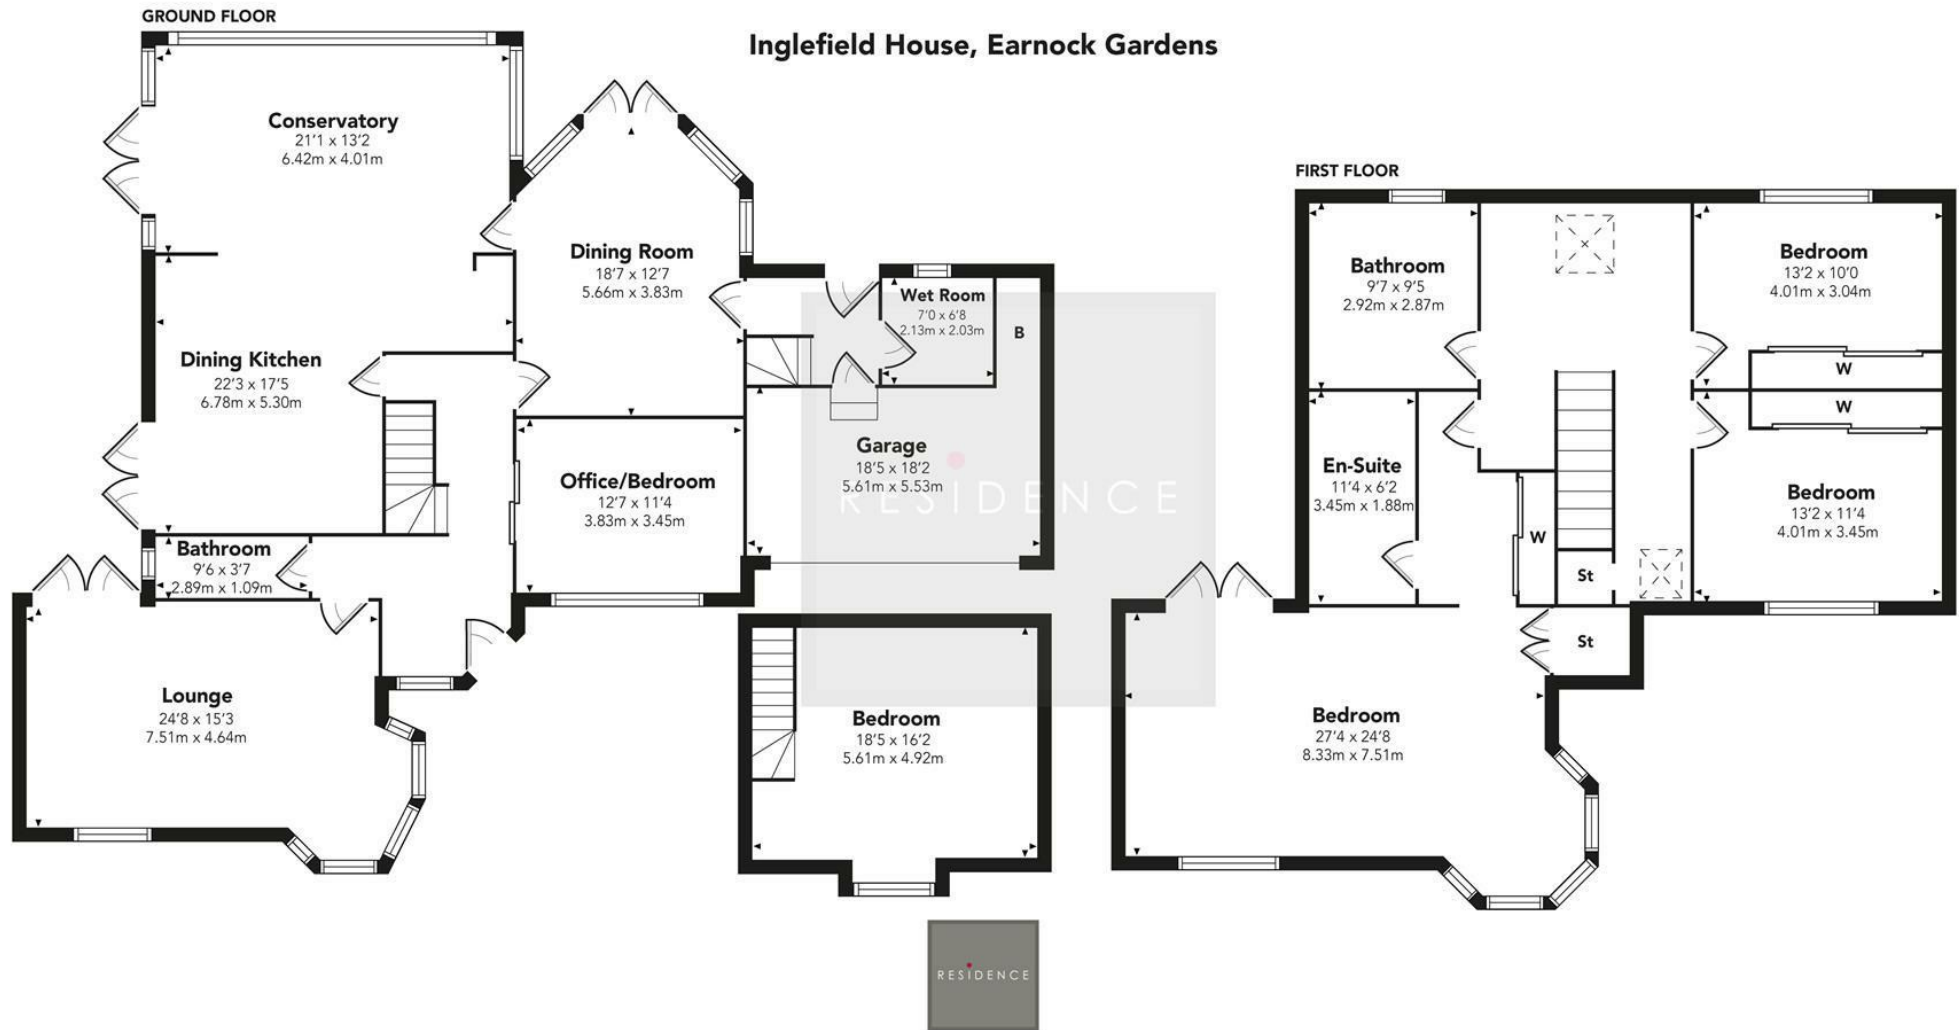 GROUND FLOOR
Inglefield House, Earnock Gardens
Conservatory
21'1 x 13'2
6.42m x 4.01m
Dining Room
18'7 x 12'7
5.66m x 3.83m
Wet Room
7'0 x 6'8
2.13m x 2.03m
B
Dining Kitchen
22'3 x 17'5
6.78m x 5.30m
Garage
18'5 x 18'2
5.61m x 5.53m
RESIDENCE
Office/Bedroom
12'7 x 11'4
3.83m x 3.45m
Bathroom
9'6 x 3'7
2.89m x 1.09m
Lounge
24'8 x 15'3
7.51m x 4.64m
Bedroom
18'5 x 16'2
5.61m x 4.92m
FIRST FLOOR
Bathroom
9'7 x 9'5
2.92m x 2.87m
Bedroom
13'2 x 10'0
4.01m x 3.04m
W
W
En-Suite
11'4 x 6'2
3.45m x 1.88m
W
Bedroom
13'2 x 11'4
4.01m x 3.45m
St
St
Bedroom
27'4 x 24'8
8.33m x 7.51m
RESIDENCE